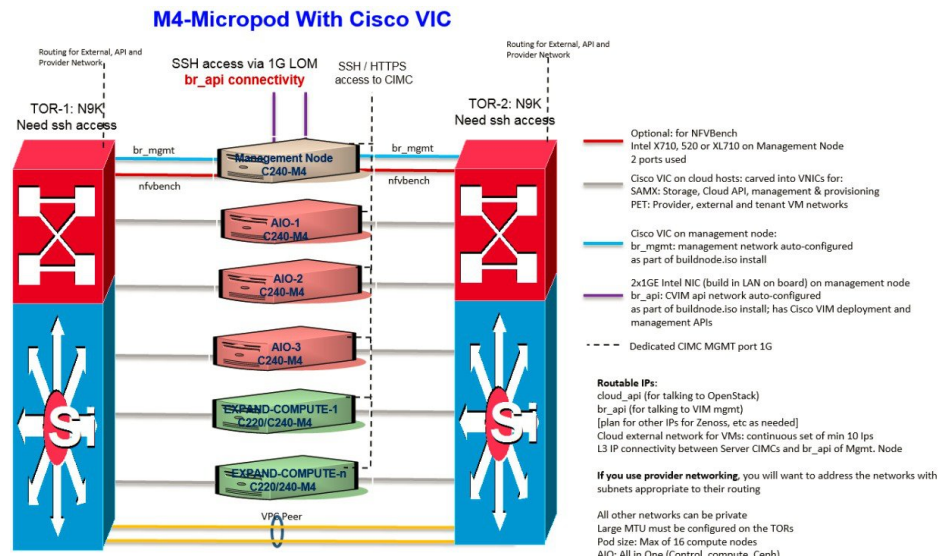 M4-Micropod With Cisco VIC
Routing for External, API and
Provider Network
SSH access via 1G LOM
br_api connectivity
SSH / HTTPS
access to CIMC
Routing for External, API and
Provider Network
TOR-1: N9K
Need ssh access
TOR-2: N9K
Need ssh access
br_mgmt
Management Node
C240-M4
br_mgmt
nfvbench
nfvbench
AIO-1
C240-M4
AIO-2
C240-M4
AIO-3
C240-M4
EXPAND-COMPUTE-1
C220/C240-M4
EXPAND-COMPUTE-n
C220/240-M4
VPC Peer
Si
Si
Optional: for NFVBench
Intel X710, 520 or XL710 on Management Node
2 ports used
Cisco VIC on cloud hosts: carved into VNICs for:
SAMX: Storage, Cloud API, management & provisioning
PET: Provider, external and tenant VM networks
Cisco VIC on management node:
br_mgmt: management network auto-configured
as part of buildnode.iso install
2x1GE Intel NIC (build in LAN on board) on management node
br_api: CVIM api network auto-configured
as part of buildnode.iso install; has Cisco VIM deployment and
management APIs
Dedicated CIMC MGMT port 1G
Routable IPs:
cloud_api (for talking to OpenStack)
br_api (for talking to VIM mgmt)
[plan for other IPs for Zenoss, etc as needed]
Cloud external network for VMs: continuous set of min 10 Ips
L3 IP connectivity between Server CIMCs and br_api of Mgmt. Node
If you use provider networking, you will want to address the networks with
subnets appropriate to their routing
All other networks can be private
Large MTU must be configured on the TORs
Pod size: Max of 16 compute nodes
AIO: All in One (Control, compute, Ceph)